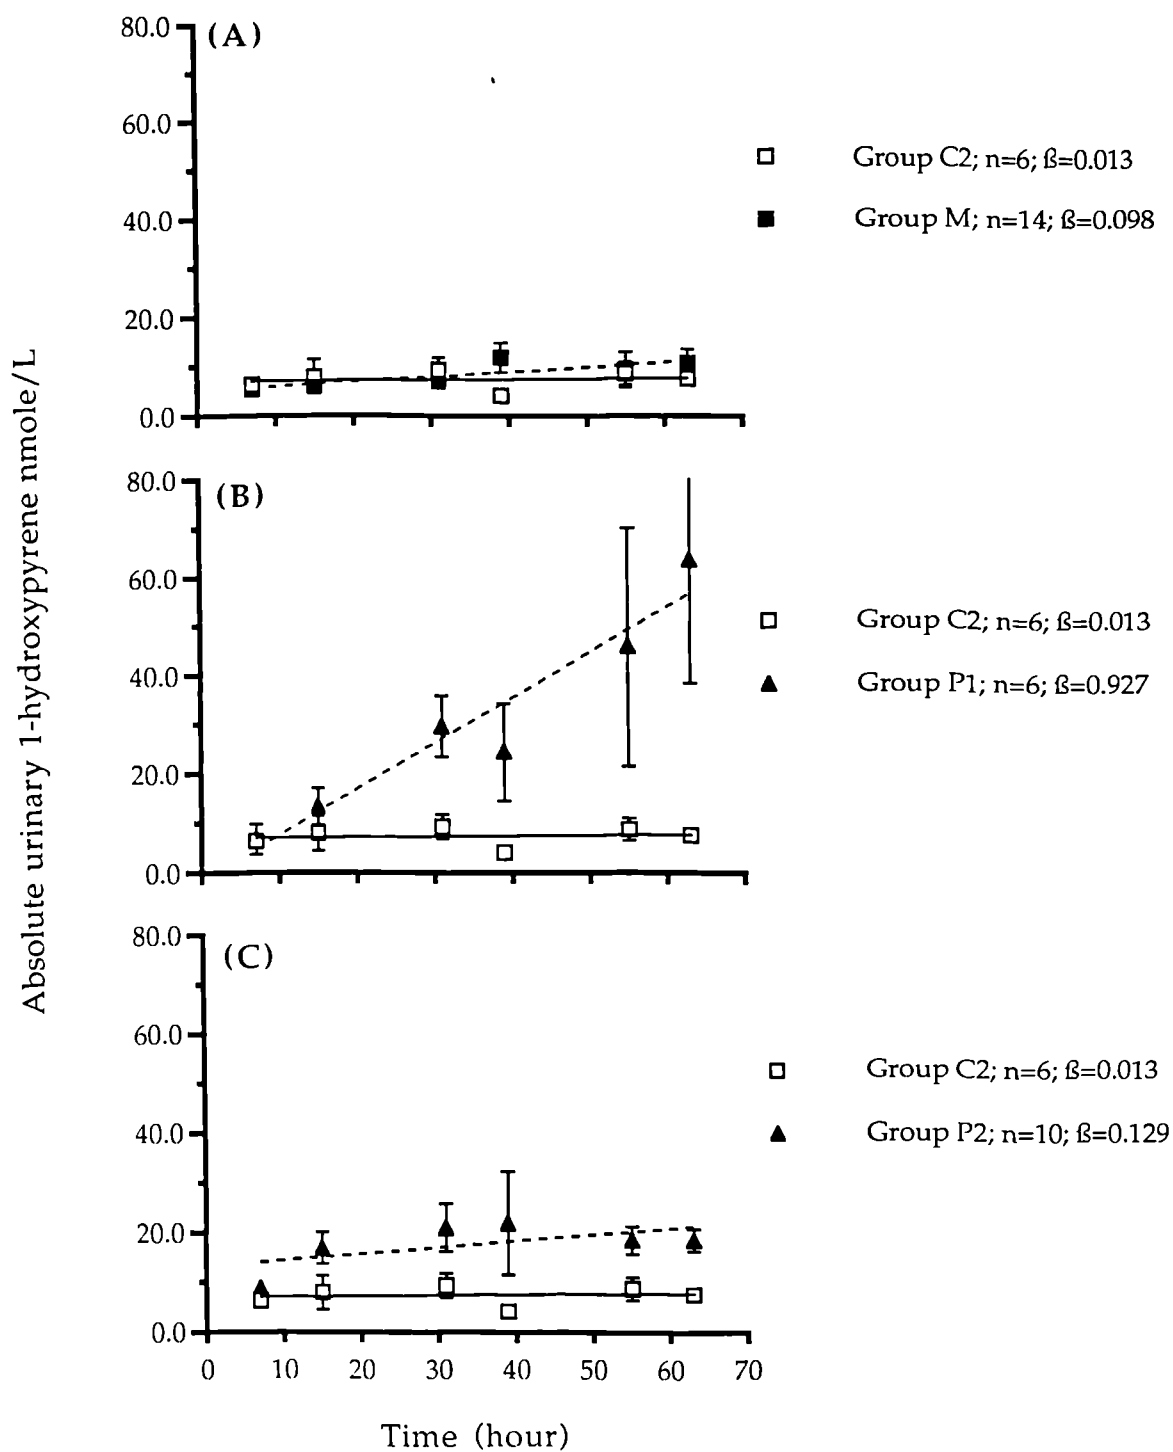 Absolute urinary 1-hydroxypyrene nmole/L
(A)
80.0
60.0
40.0
20.0
0.0
Group C2; n=6; ß=0.013
Group M; n=14; ß=0.098
(B)
80.0
60.0
40.0
20.0
0.0
Group C2; n=6; ß=0.013
Group P1; n=6; ß=0.927
(C)
80.0
60.0
40.0
20.0
0.0
Group C2; n=6; ß=0.013
Group P2; n=10; ß=0.129
0 10 20 30 40 50 60 70
Time (hour)